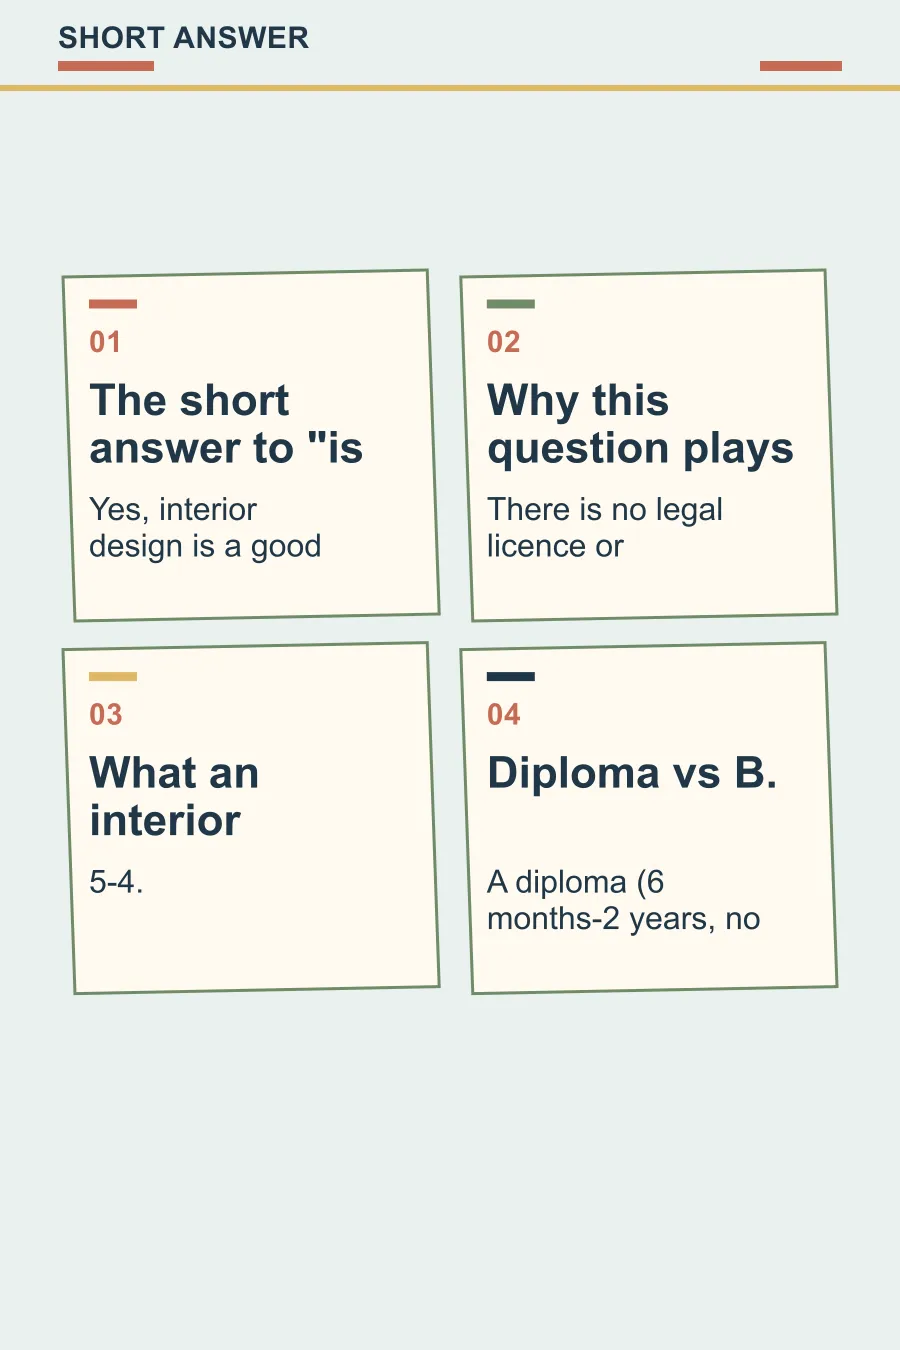 SHORT ANSWER
01
The short
answer to "is
Yes, interior
design is a good
02
Why this
question plays
There is no legal
licence or
03
What an
interior
5-4.
04
Diploma vs B.
A diploma (6
months-2 years, no